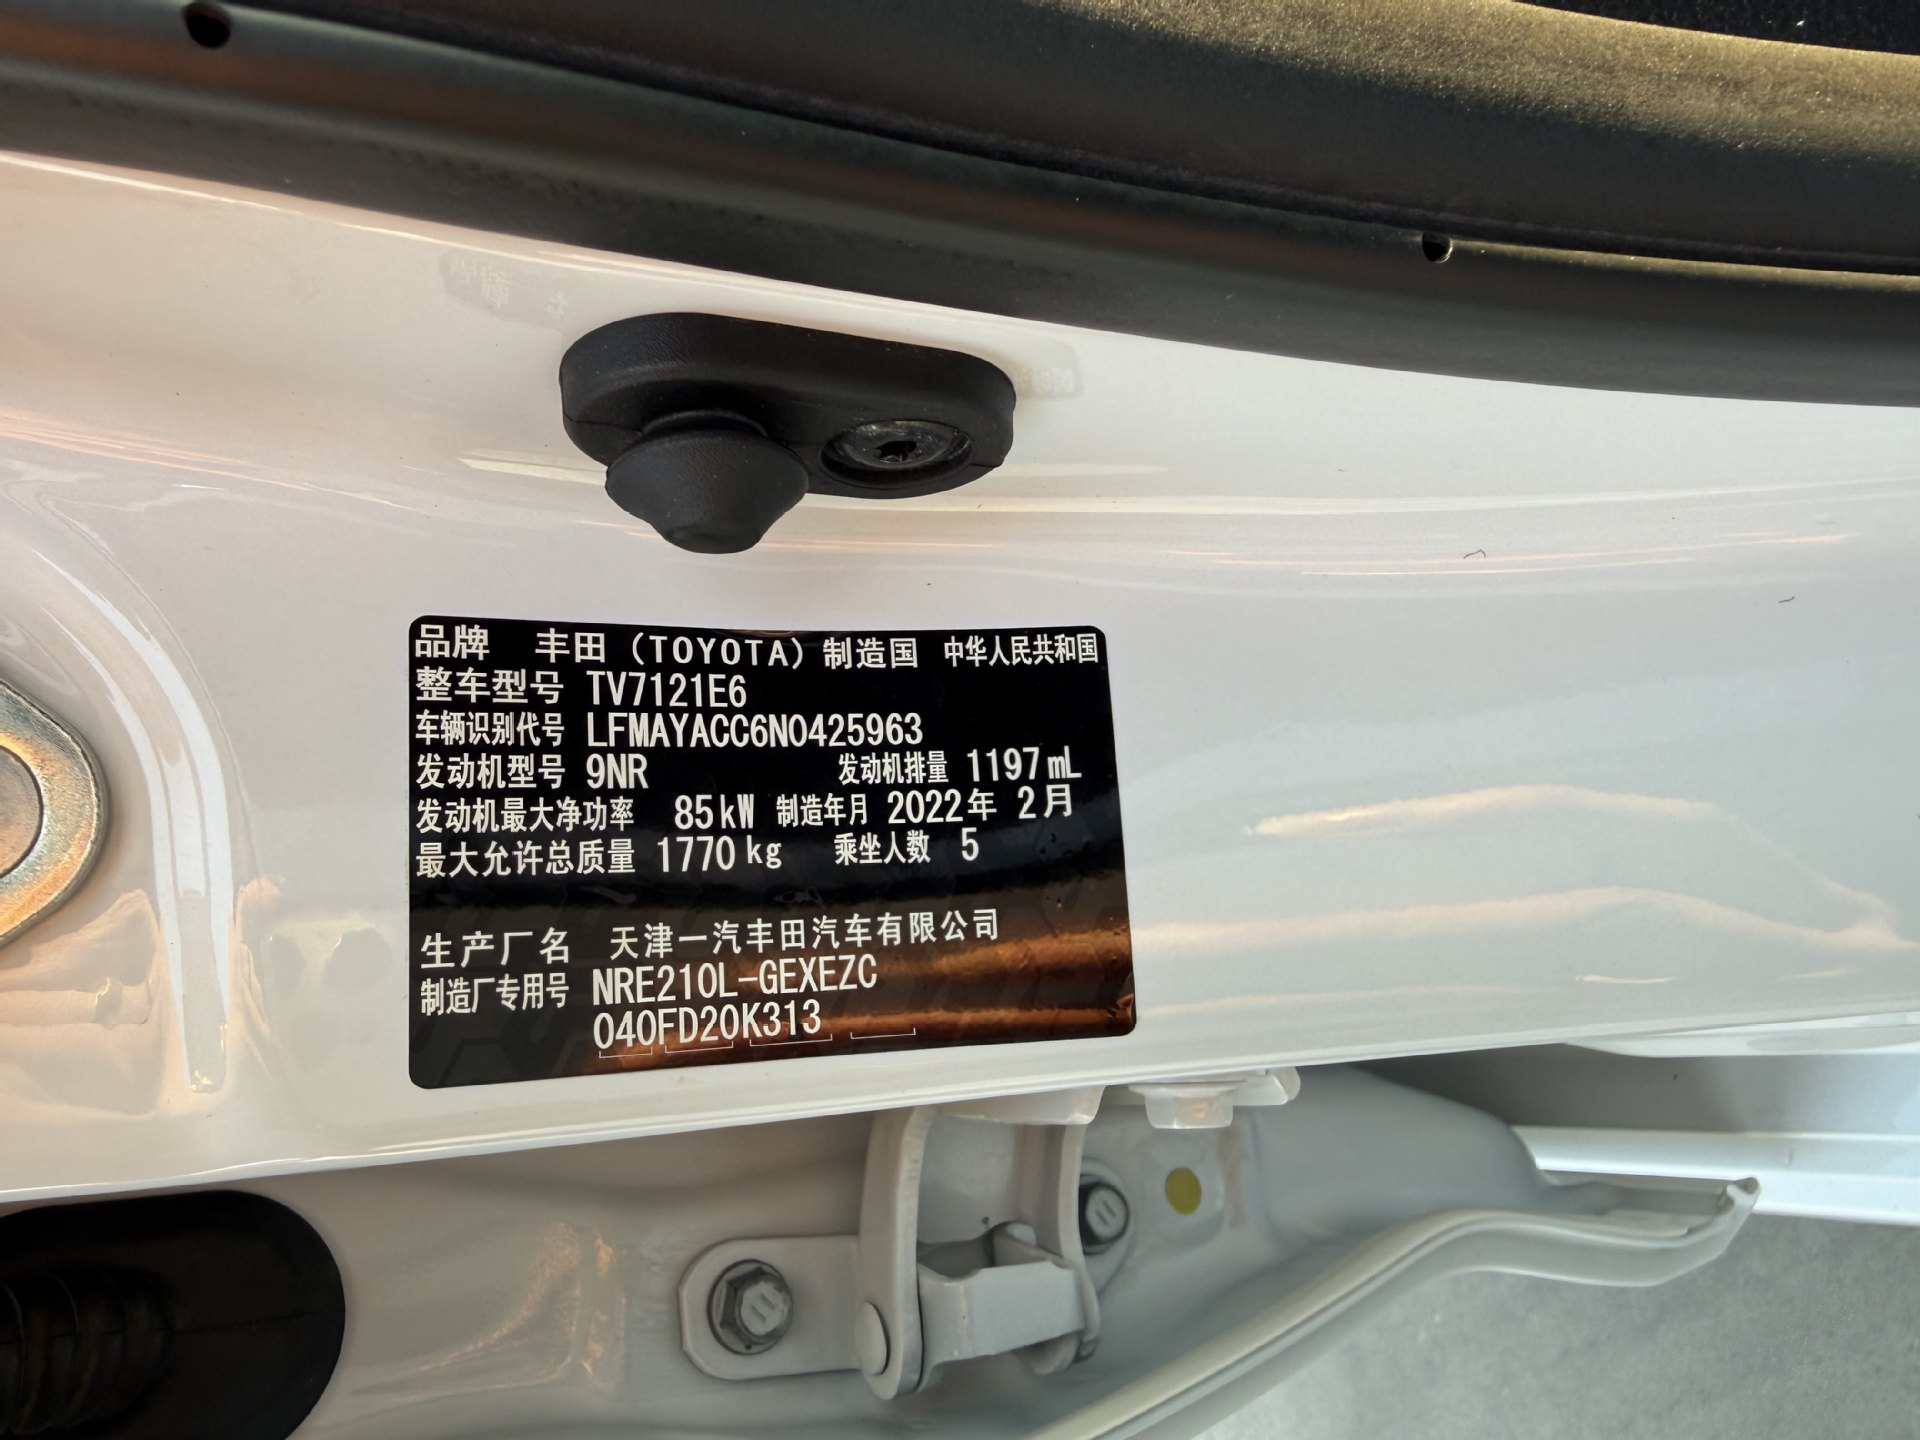 品牌 丰田（TOYOTA）制造国 中华人民共和国
整车型号 TV7121E6
车辆识别代号 LFMAYACC6N0425963
发动机型号 9NR 发动机排量 1197mL
发动机最大净功率 85kW 制造年月 2022年 2月
最大允许总质量 1770kg 乘坐人数 5
生产厂名 天津一汽丰田汽车有限公司
制造厂专用号 NRE210L-GEXEZC
040FD20K313